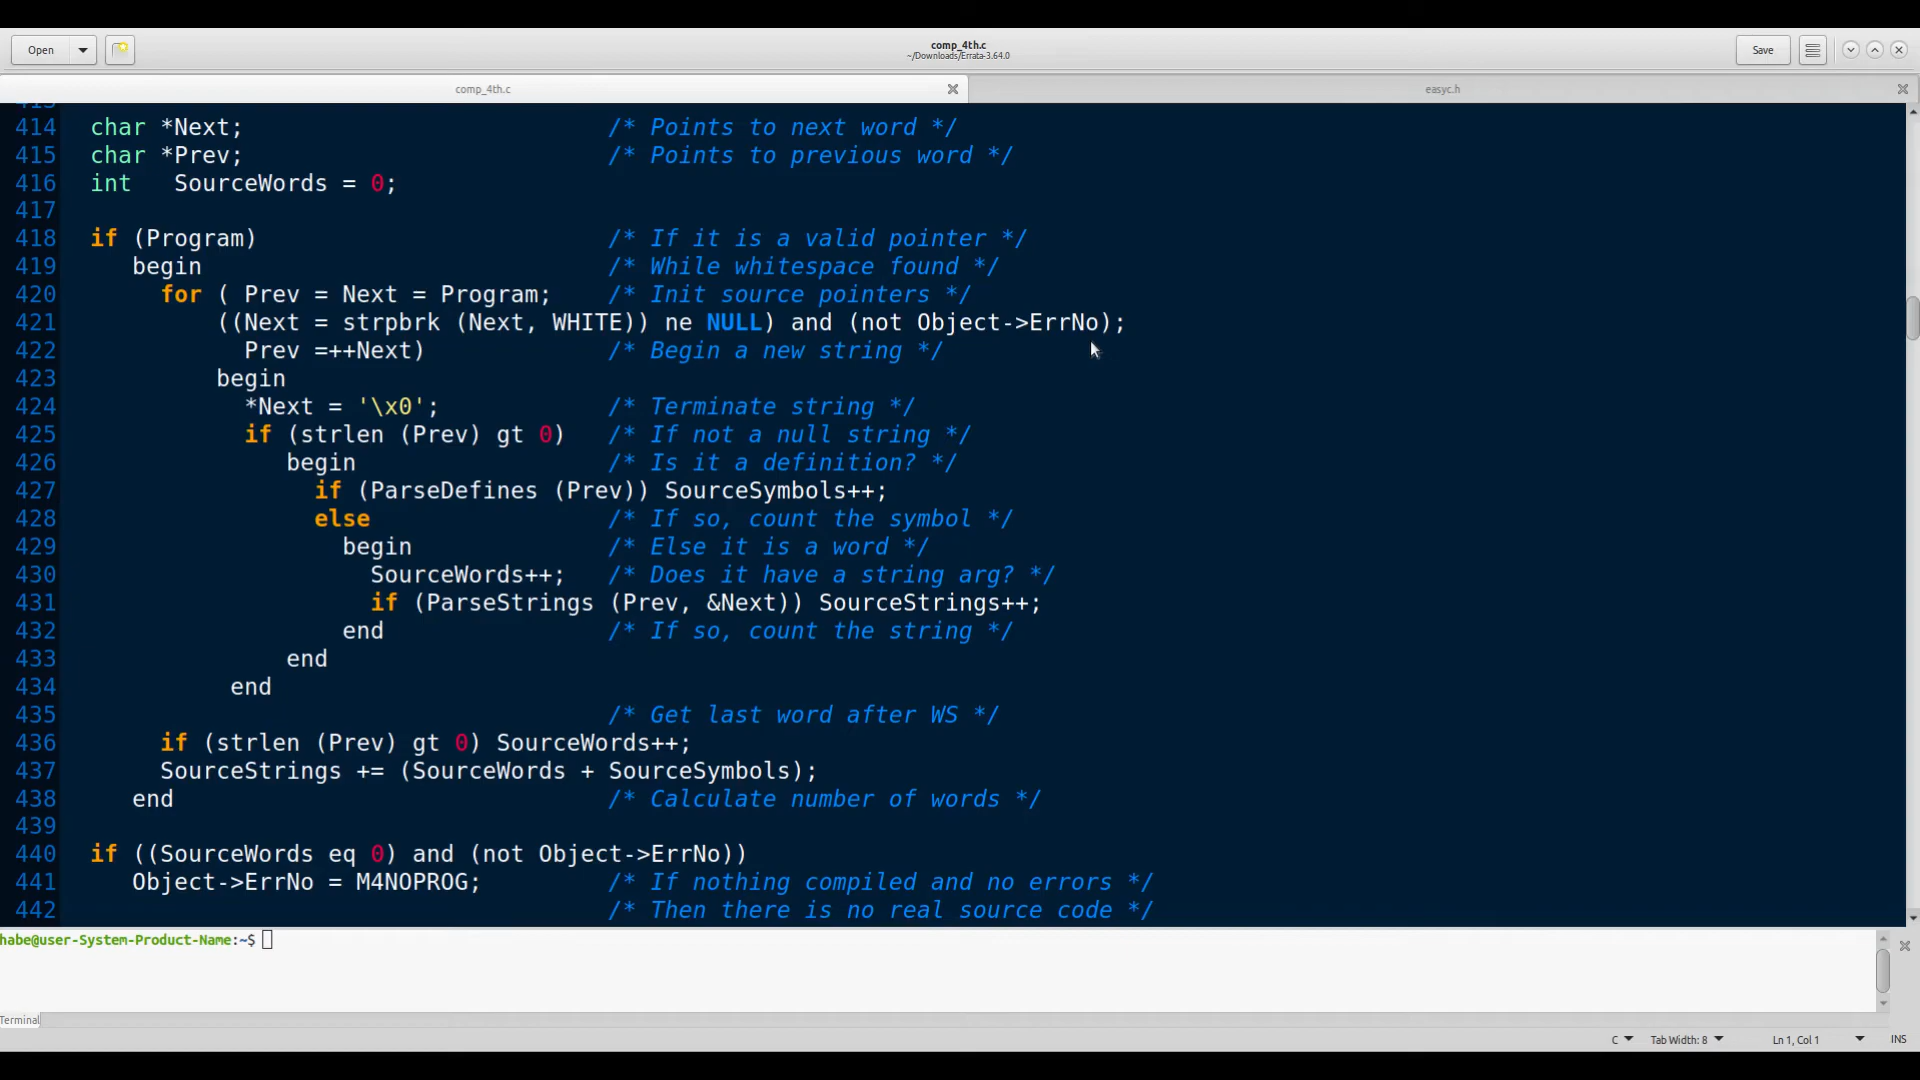 Open
comp_4th.c
~/Downloads/Errata-3.64.0
Save
comp_4th.c
easyc.h
414 char *Next; /* Points to next word */
415 char *Prev; /* Points to previous word */
416 int SourceWords = 0;
417
418 if (Program) /* If it is a valid pointer */
419 begin /* While whitespace found */
420 for ( Prev = Next = Program; /* Init source pointers */
421 ((Next = strpbrk (Next, WHITE)) ne NULL) and (not Object->ErrNo);
422 Prev =++Next) /* Begin a new string */
423 begin
424 *Next = '\x0'; /* Terminate string */
425 if (strlen (Prev) gt 0) /* If not a null string */
426 begin /* Is it a definition? */
427 if (ParseDefines (Prev)) SourceSymbols++;
428 else /* If so, count the symbol */
429 begin /* Else it is a word */
430 SourceWords++; /* Does it have a string arg? */
431 if (ParseStrings (Prev, &Next)) SourceStrings++;
432 end /* If so, count the string */
433 end
434 end
435 /* Get last word after WS */
436 if (strlen (Prev) gt 0) SourceWords++;
437 SourceStrings += (SourceWords + SourceSymbols);
438 end /* Calculate number of words */
439
440 if ((SourceWords eq 0) and (not Object->ErrNo))
441 Object->ErrNo = M4NOPROG; /* If nothing compiled and no errors */
442 /* Then there is no real source code */
habe@user-System-Product-Name:~$
Terminal
C Tab Width: 8 Ln 1, Col 1 INS